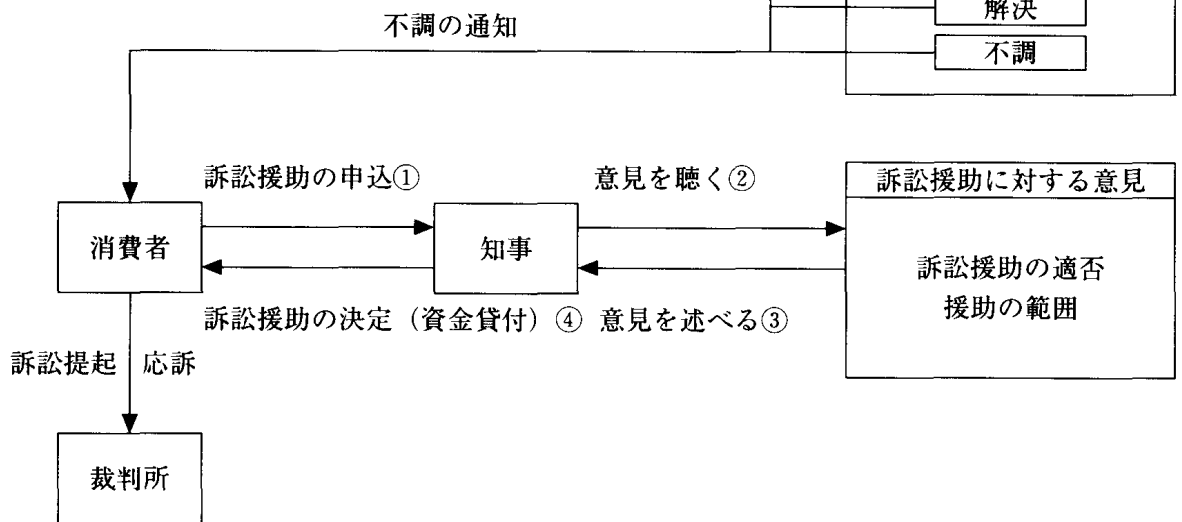 解決
不調の通知
不調
訴訟援助の申込①
意見を聴く②
訴訟援助に対する意見
消費者
知事
訴訟援助の適否
援助の範囲
訴訟援助の決定（資金貸付）④
意見を述べる③
訴訟提起
応訴
裁判所